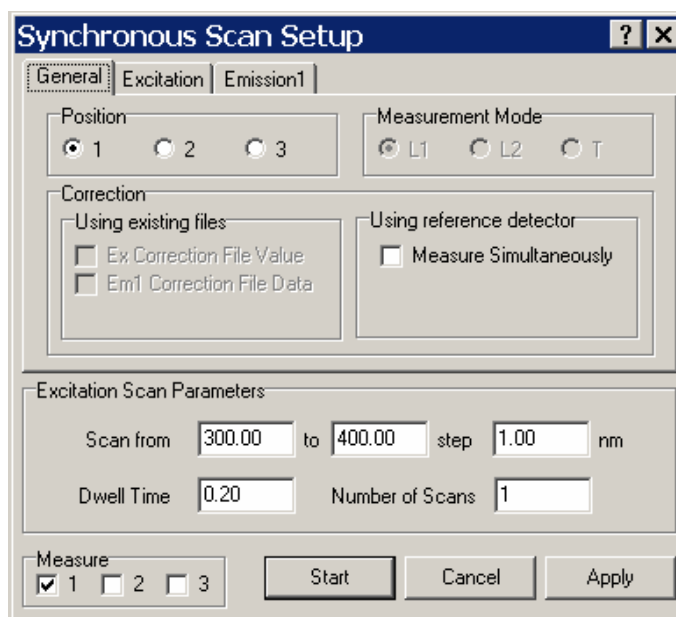 Synchronous Scan Setup
General Excitation Emission1
Position Measurement Mode
1 2 3 L1 L2 T
Correction
Using existing files Using reference detector
Ex Correction File Value Measure Simultaneously
Em1 Correction File Data
Excitation Scan Parameters
Scan from 300.00 to 400.00 step 1.00 nm
Dwell Time 0.20 Number of Scans 1
Measure
1 2 3 Start Cancel Apply